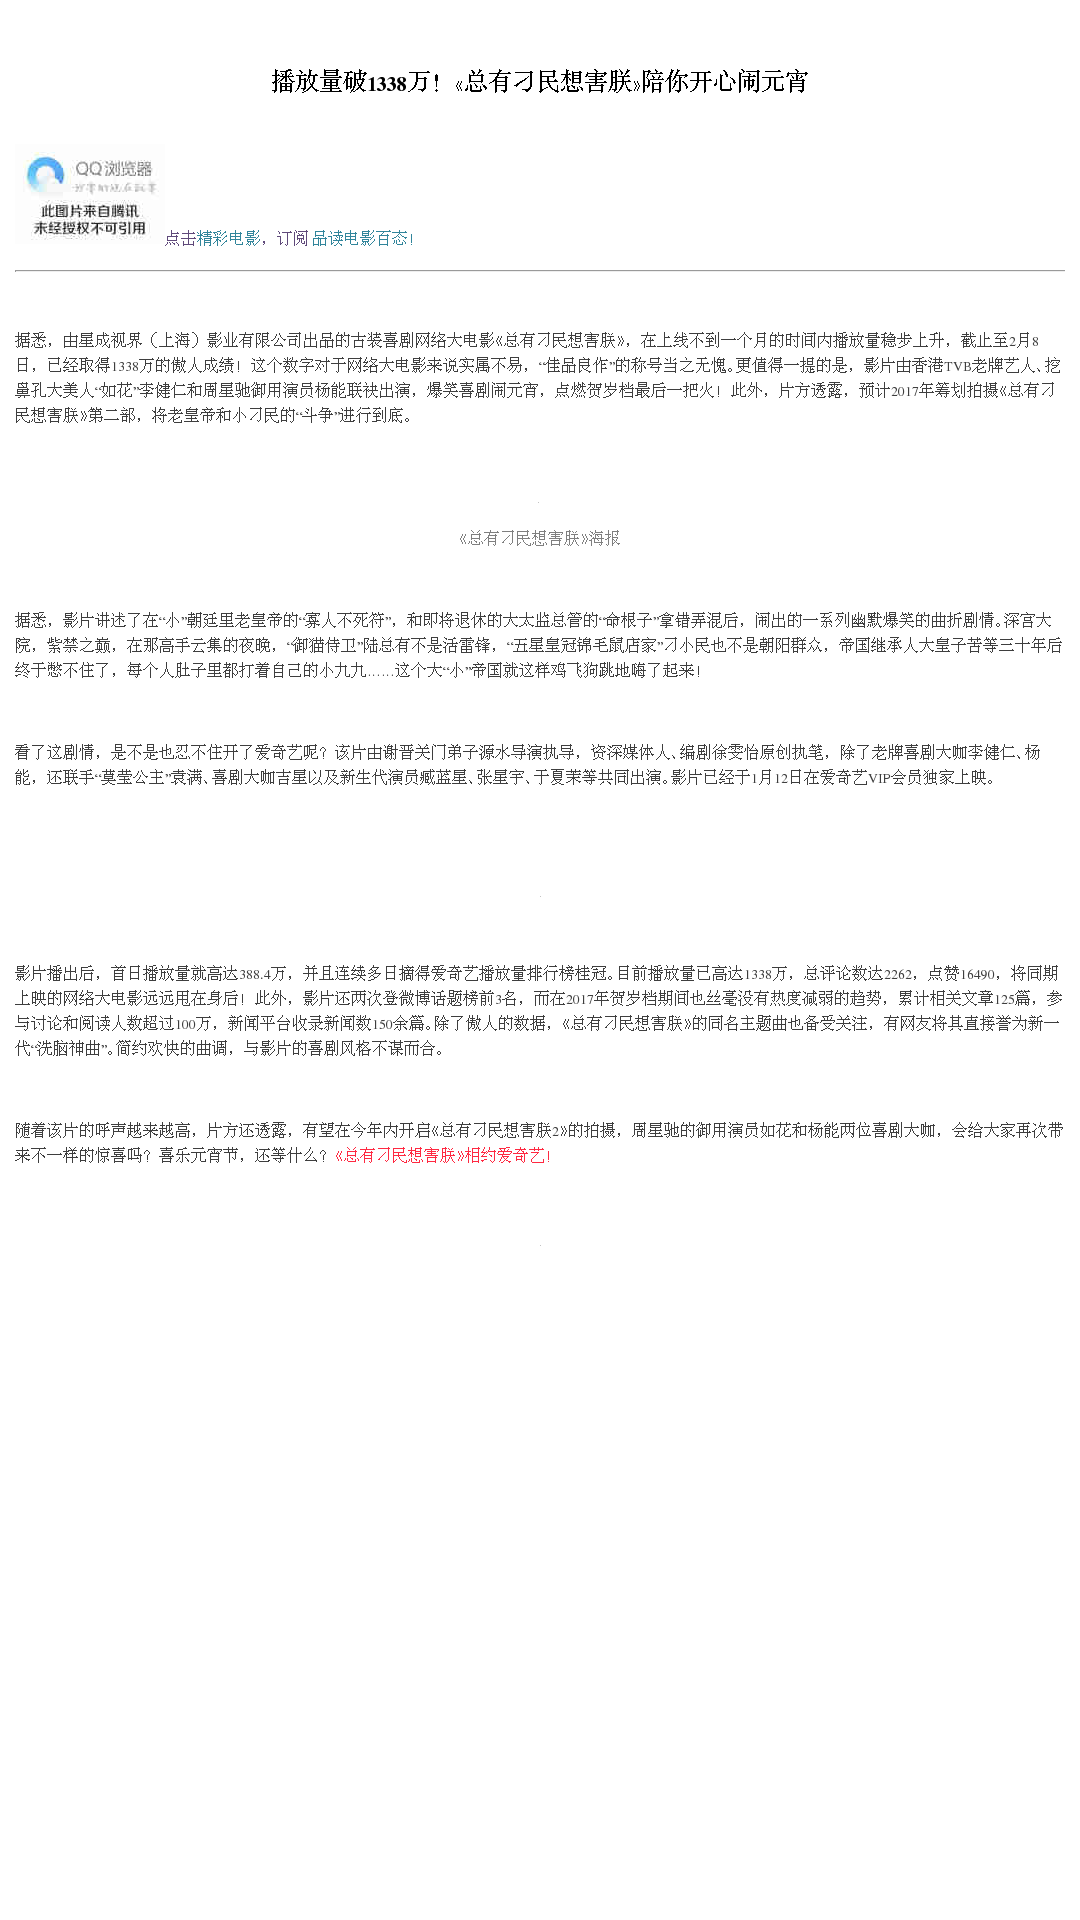 播放量破1338万！《总有刁民想害朕》陪你开心闹元宵
QQ浏览器
此图片来自腾讯
未经授权不可引用
点击精彩电影，订阅 品读电影百态！
据悉，由星成视界（上海）影业有限公司出品的古装喜剧网络大电影《总有刁民想害朕》，在上线不到一个月的时间内播放量稳步上升，截止至2月8
日，已经取得1338万的傲人成绩！这个数字对于网络大电影来说实属不易，“佳品良作”的称号当之无愧。更值得一提的是，影片由香港TVB老牌艺人、挖
鼻孔大美人“如花”李健仁和周星驰御用演员杨能联袂出演，爆笑喜剧闹元宵，点燃贺岁档最后一把火！此外，片方透露，预计2017年筹划拍摄《总有刁
民想害朕》第二部，将老皇帝和小刁民的“斗争”进行到底。
《总有刁民想害朕》海报
据悉，影片讲述了在“小”朝廷里老皇帝的“寡人不死符”，和即将退休的大太监总管的“命根子”拿错弄混后，闹出的一系列幽默爆笑的曲折剧情。深宫大
院，紫禁之巅，在那高手云集的夜晚，“御猫侍卫”陆总有不是活雷锋，“五星皇冠锦毛鼠店家”刁小民也不是朝阳群众，帝国继承人大皇子苦等三十年后
终于憋不住了，每个人肚子里都打着自己的小九九……这个大“小”帝国就这样鸡飞狗跳地嗨了起来！
看了这剧情，是不是也忍不住开了爱奇艺呢？该片由谢晋关门弟子源水导演执导，资深媒体人、编剧徐雯怡原创执笔，除了老牌喜剧大咖李健仁、杨
能，还联手“莫莹公主”袁满、喜剧大咖吉星以及新生代演员臧蓝星、张星宇、于夏茉等共同出演。影片已经于1月12日在爱奇艺VIP会员独家上映。
影片播出后，首日播放量就高达388.4万，并且连续多日摘得爱奇艺播放量排行榜桂冠。目前播放量已高达1338万，总评论数达2262，点赞16490，将同期
上映的网络大电影远远甩在身后！此外，影片还两次登微博话题榜前3名，而在2017年贺岁档期间也丝毫没有热度减弱的趋势，累计相关文章125篇，参
与讨论和阅读人数超过100万，新闻平台收录新闻数150余篇。除了傲人的数据，《总有刁民想害朕》的同名主题曲也备受关注，有网友将其直接誉为新一
代“洗脑神曲”。简约欢快的曲调，与影片的喜剧风格不谋而合。
随着该片的呼声越来越高，片方还透露，有望在今年内开启《总有刁民想害朕2》的拍摄，周星驰的御用演员如花和杨能两位喜剧大咖，会给大家再次带
来不一样的惊喜吗？喜乐元宵节，还等什么？《总有刁民想害朕》相约爱奇艺！